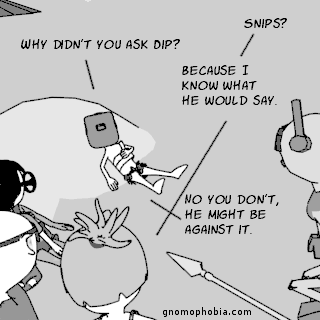 SNIPS?
WHY DIDN'T YOU ASK DIP?
BECAUSE I
KNOW WHAT
HE WOULD SAY.
NO YOU DON'T,
HE MIGHT BE
AGAINST IT.
gnomophobia.com